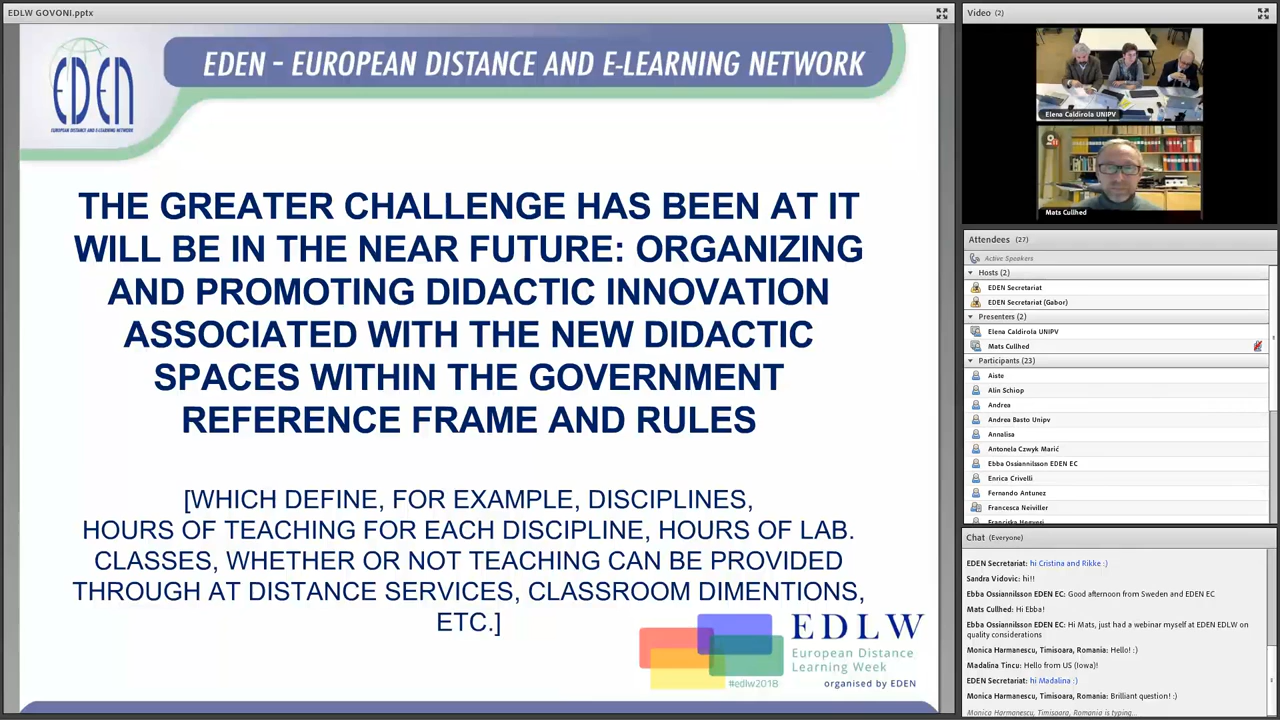 EDLW GOVONI.pptx
EDEN
EUROPEAN DISTANCE AND E-LEARNING NETWORK
EDEN - EUROPEAN DISTANCE AND E-LEARNING NETWORK
THE GREATER CHALLENGE HAS BEEN AT IT
WILL BE IN THE NEAR FUTURE: ORGANIZING
AND PROMOTING DIDACTIC INNOVATION
ASSOCIATED WITH THE NEW DIDACTIC
SPACES WITHIN THE GOVERNMENT
REFERENCE FRAME AND RULES
[WHICH DEFINE, FOR EXAMPLE, DISCIPLINES,
HOURS OF TEACHING FOR EACH DISCIPLINE, HOURS OF LAB.
CLASSES, WHETHER OR NOT TEACHING CAN BE PROVIDED
THROUGH AT DISTANCE SERVICES, CLASSROOM DIMENTIONS,
ETC.]
EDLW
European Distance
Learning Week
#edlw2018
organised by EDEN
Video (2)
Elena Caldirola UNIPV
Mats Cullhed
Attendees (27)
Active Speakers
Hosts (2)
EDEN Secretariat
EDEN Secretariat (Gabor)
Presenters (2)
Elena Caldirola UNIPV
Mats Cullhed
Participants (23)
Aiste
Alin Schiop
Andrea
Andrea Basto Unipv
Annalisa
Antonela Czwyk Marić
Ebba Ossiannilsson EDEN EC
Enrica Crivelli
Fernando Antunez
Francesca Neiviller
Chat (Everyone)
EDEN Secretariat: hi Cristina and Rikke :)
Sandra Vidovic: hi!!
Ebba Ossiannilsson EDEN EC: Good afternoon from Sweden and EDEN EC
Mats Cullhed: Hi Ebba!
Ebba Ossiannilsson EDEN EC: Hi Mats, just had a webinar myself at EDEN EDLW on
quality considerations
Monica Harmanescu, Timisoara, Romania: Hello! :)
Madalina Tincu: Hello from US (Iowa)!
EDEN Secretariat: hi Madalina :)
Monica Harmanescu, Timisoara, Romania: Brilliant question! :)
Monica Harmanescu, Timisoara, Romania is typing...